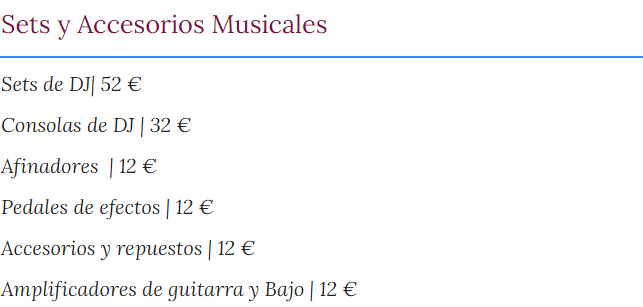 Sets y Accesorios Musicales
Sets de DJ| 52 €
Consolas de DJ | 32 €
Afinadores | 12 €
Pedales de efectos | 12 €
Accesorios y repuestos | 12 €
Amplificadores de guitarra y Bajo | 12 €